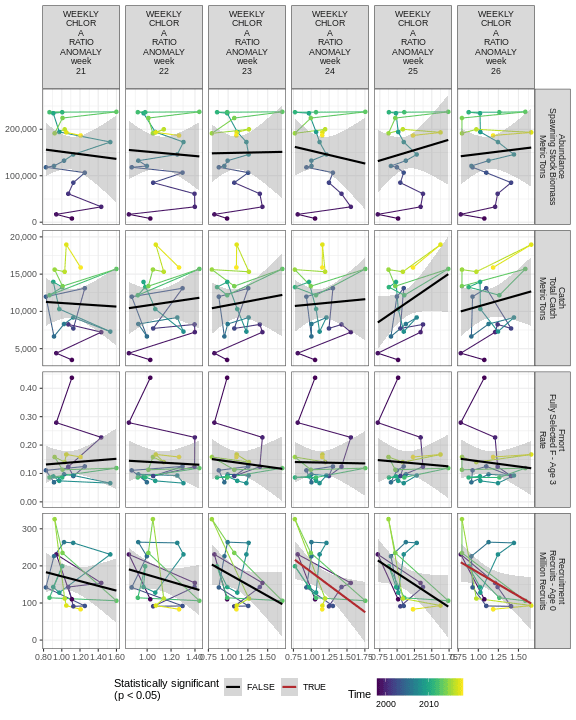 WEEKLY CHLOR A RATIO ANOMALY week 21
WEEKLY CHLOR A RATIO ANOMALY week 22
WEEKLY CHLOR A RATIO ANOMALY week 23
WEEKLY CHLOR A RATIO ANOMALY week 24
WEEKLY CHLOR A RATIO ANOMALY week 25
WEEKLY CHLOR A RATIO ANOMALY week 26
200,000
100,000
0
Abundance
Spawning Stock Biomass
Metric Tons
20,000
15,000
10,000
5,000
Catch
Total Catch
Metric Tons
0.40
0.30
0.20
0.10
0.00
Fmort
Fully Selected F - Age 3
Rate
300
200
100
0
Recruitment
Recruits - Age 0
Million Recruits
0.80 1.00 1.20 1.40 1.60
1.00 1.20 1.40
0.75 1.00 1.25 1.50
0.75 1.00 1.25 1.50 1.75
0.75 1.00 1.25 1.50 1.75
0.75 1.00 1.25 1.50
Statistically significant
(p < 0.05)
FALSE
TRUE
Time
2000 2010